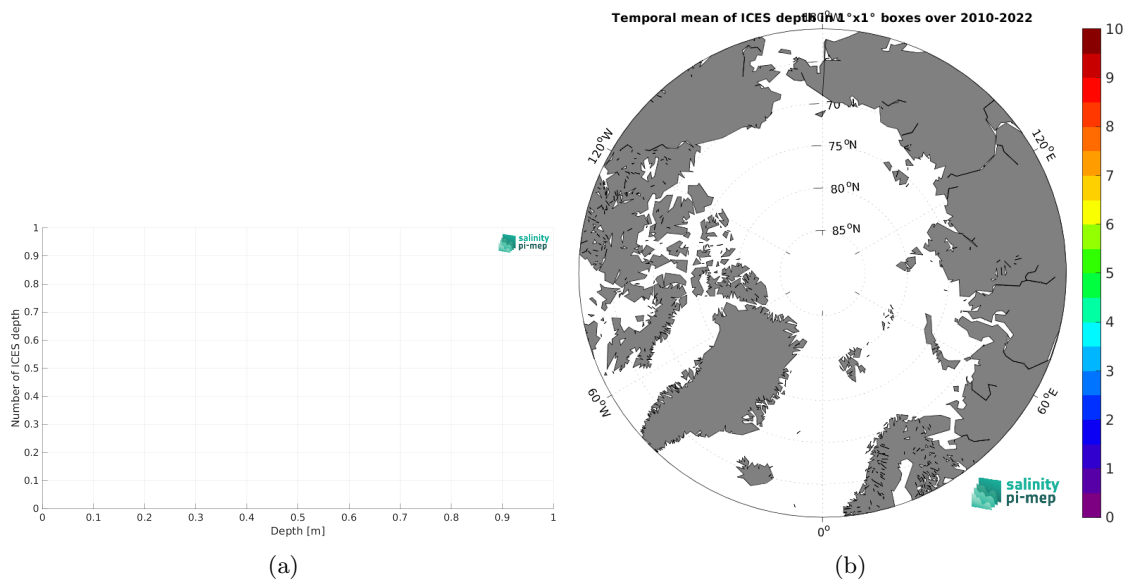 Temporal mean of ICES depth in 1°x1° boxes over 2010-2022
180°W
120°W
120°E
60°W
60°E
0°
70°N
75°N
80°N
85°N
salinity
pi-mep
10
9
8
7
6
5
4
3
2
1
0
Number of ICES depth
1
0.9
0.8
0.7
0.6
0.5
0.4
0.3
0.2
0.1
0
0 0.1 0.2 0.3 0.4 0.5 0.6 0.7 0.8 0.9 1
Depth [m]
salinity
pi-mep
(a) (b)